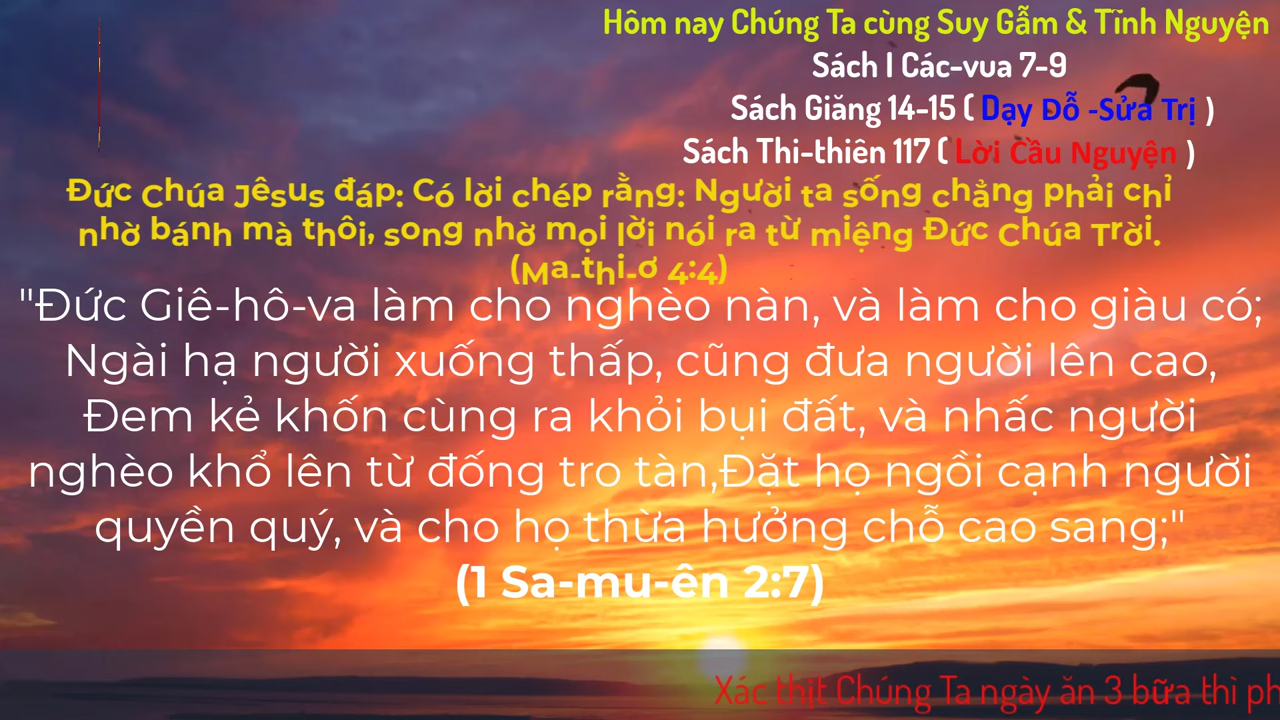 Hôm nay Chúng Ta cùng Suy Gẫm & Tĩnh Nguyện
Sách I Các-vua 7-9
Sách Giăng 14-15 ( Dạy Đỗ -Sửa Trị )
Sách Thi-thiên 117 ( Lời Cầu Nguyện )
Đức Chúa Jêsus đáp: Có lời chép rằng: Người ta sống chẳng phải chỉ
nhờ bánh mà thôi, song nhờ mọi lời nói ra từ miệng Đức Chúa Trời.
(Ma-thi-ơ 4:4)
"Đức Giê-hô-va làm cho nghèo nàn, và làm cho giàu có;
Ngài hạ người xuống thấp, cũng đưa người lên cao,
Đem kẻ khốn cùng ra khỏi bụi đất, và nhấc người
nghèo khổ lên từ đống tro tàn,Đặt họ ngồi cạnh người
quyền quý, và cho họ thừa hưởng chỗ cao sang;"
(1 Sa-mu-ên 2:7)
Xác thịt Chúng Ta ngày ăn 3 bữa thì